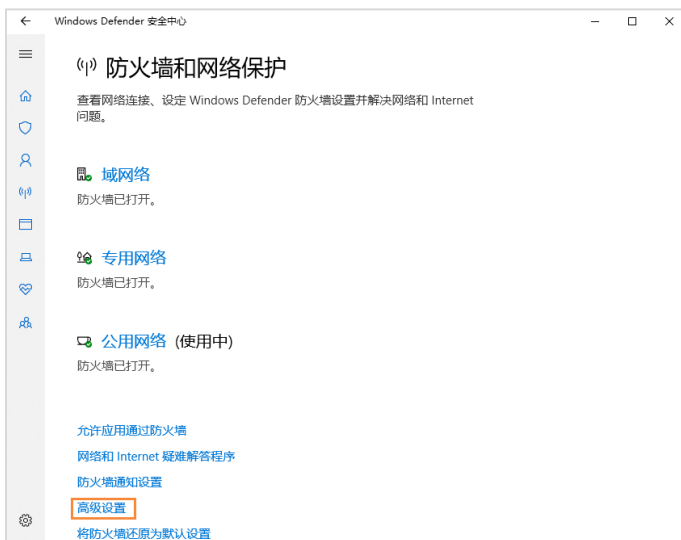 Windows Defender 安全中心
防火墙和网络保护
查看网络连接、设定 Windows Defender 防火墙设置并解决网络和 Internet
问题。
域网络
防火墙已打开。
专用网络
防火墙已打开。
公用网络 (使用中)
防火墙已打开。
允许应用通过防火墙
网络和 Internet 疑难解答程序
防火墙通知设置
高级设置
将防火墙还原为默认设置